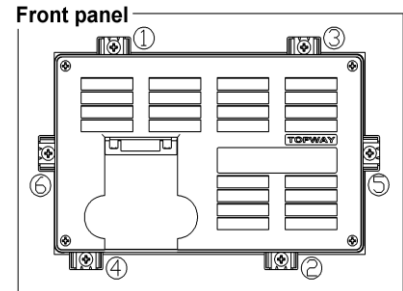 Front panel
① ③
TOPWAY
⑥ ⑤
④ ②